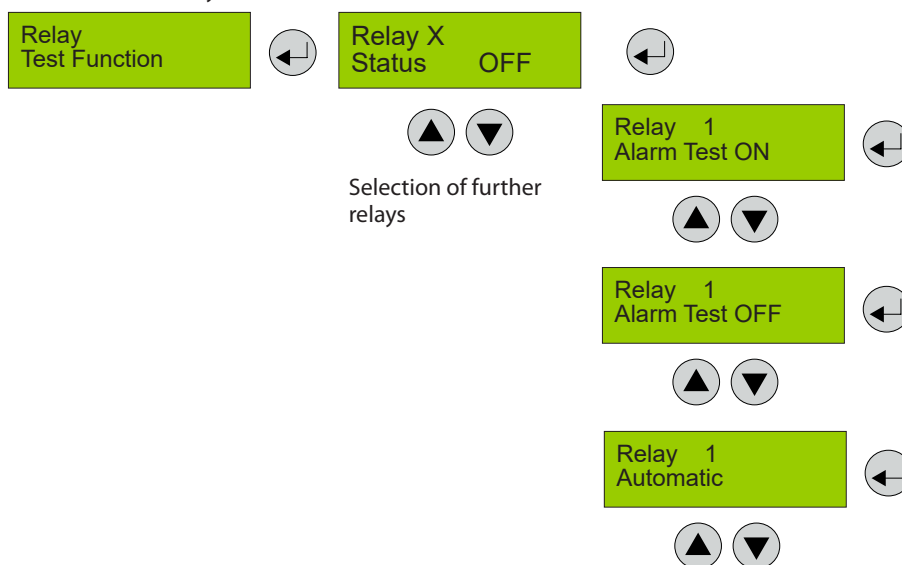 Relay
Test Function
Relay X
Status OFF
Selection of further
relays
Relay 1
Alarm Test ON
Relay 1
Alarm Test OFF
Relay 1
Automatic